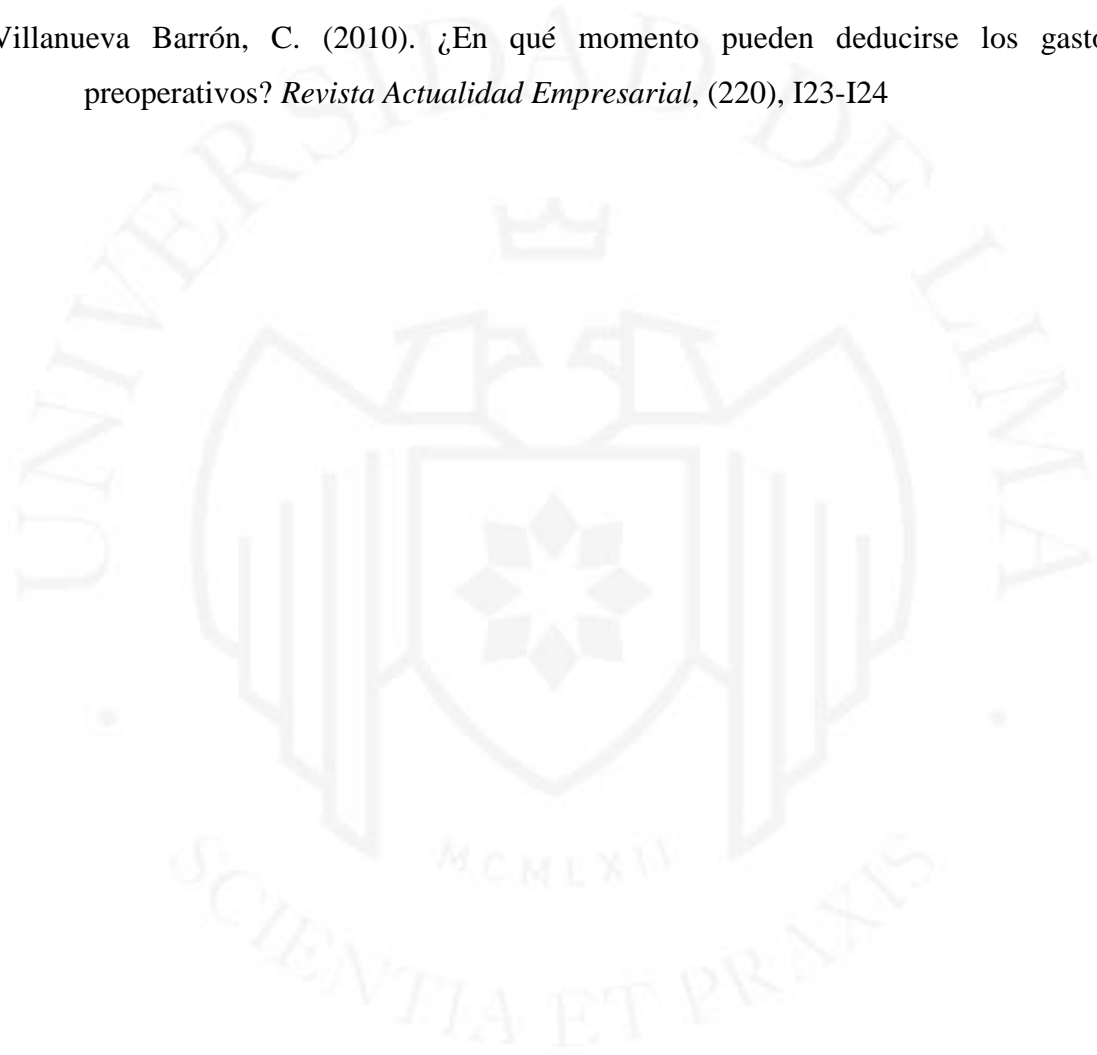 Villanueva Barrón, C. (2010). ¿En qué momento pueden deducirse los gasto
preoperativos? Revista Actualidad Empresarial, (220), I23-I24
UNIVERSIDAD DE LIMA
MCMLXII
SCIENTIA ET PRAXIS